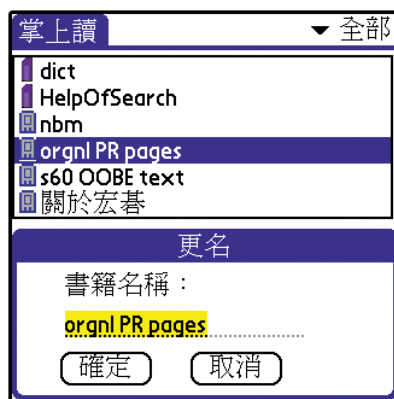 掌上讀 全部
dict
HelpOfSearch
nbm
orgnl PR pages
s60 OOBE text
關於宏碁
更名
書籍名稱：
orgnl PR pages
確定 取消